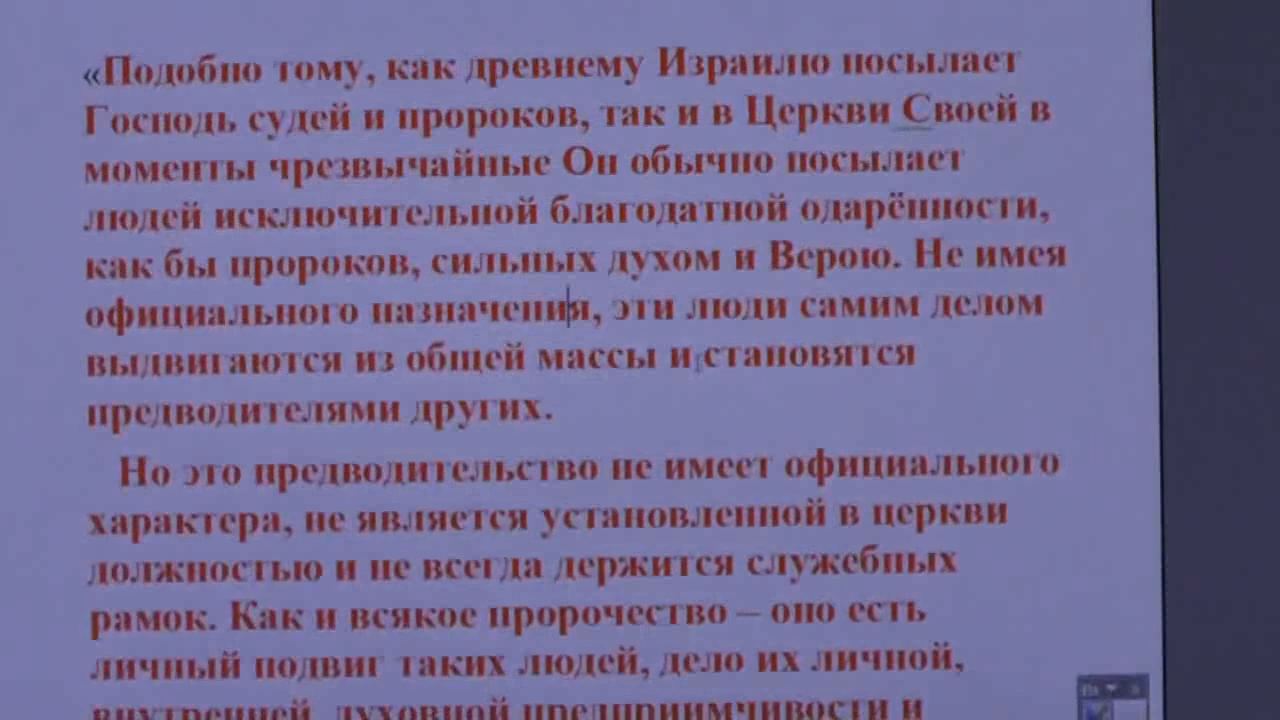 «Подобно тому, как древнему Израилю посылает
Господь судей и пророков, так и в Церкви Своей в
моменты чрезвычайные Он обычно посылает
людей исключительной благодатной одарённости,
как бы пророков, сильных духом и Верою. Не имея
официального назначения, эти люди самим делом
выдвигаются из общей массы и становятся
предводителями других.
Но это предводительство не имеет официального
характера, не является установленной в церкви
должностью и не всегда держится служебных
рамок. Как и всякое пророчество – оно есть
личный подвиг таких людей, дело их личной,
внутренней, духовной предприимчивости и